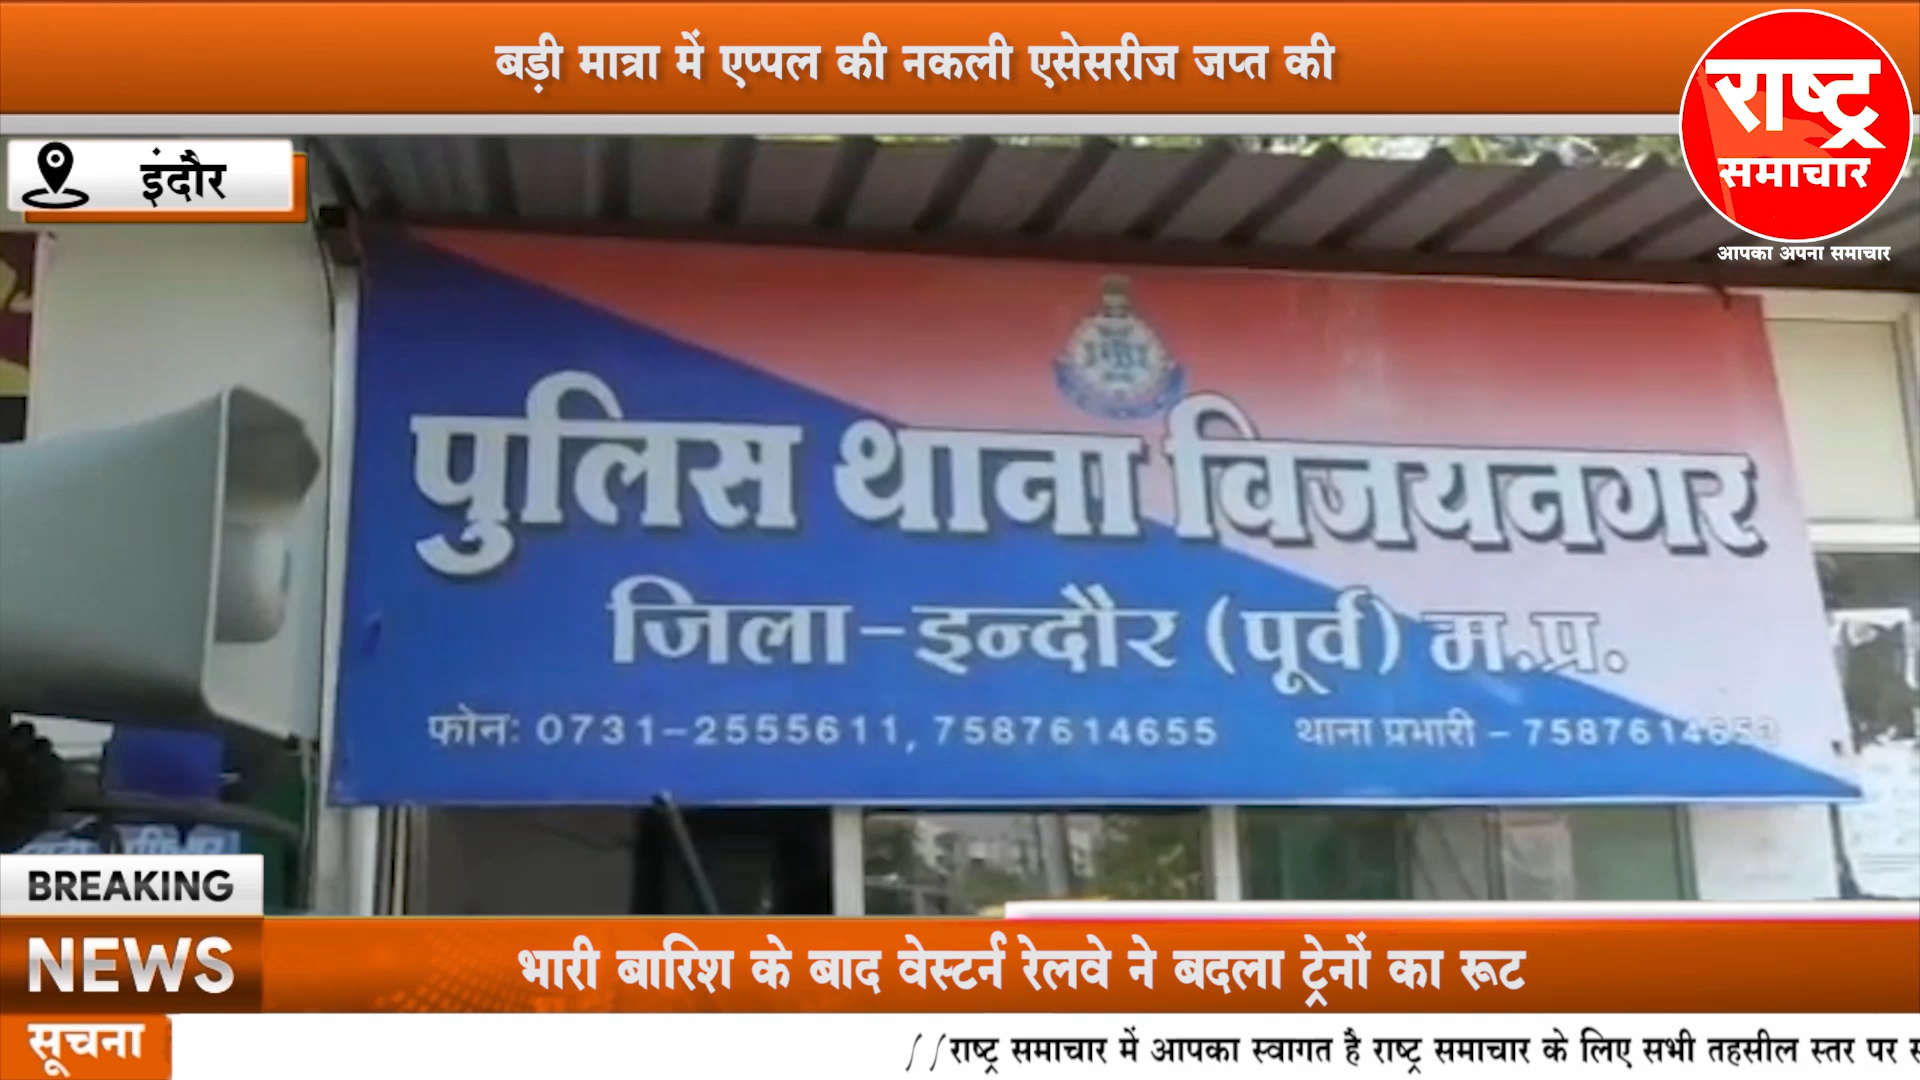 बड़ी मात्रा में एप्पल की नकली एसेसरीज जप्त की
राष्ट्र
समाचार
आपका अपना समाचार
इंदौर
पुलिस थाना विजयनगर
जिला-इन्दौर (पूर्व) म.प्र.
फोन: 0731-2555611, 7587614655 थाना प्रभारी -
BREAKING
NEWS
भारी बारिश के बाद वेस्टर्न रेलवे ने बदला ट्रेनों का रूट
सूचना
//राष्ट्र समाचार में आपका स्वागत है राष्ट्र समाचार के लिए सभी तहसील स्तर पर